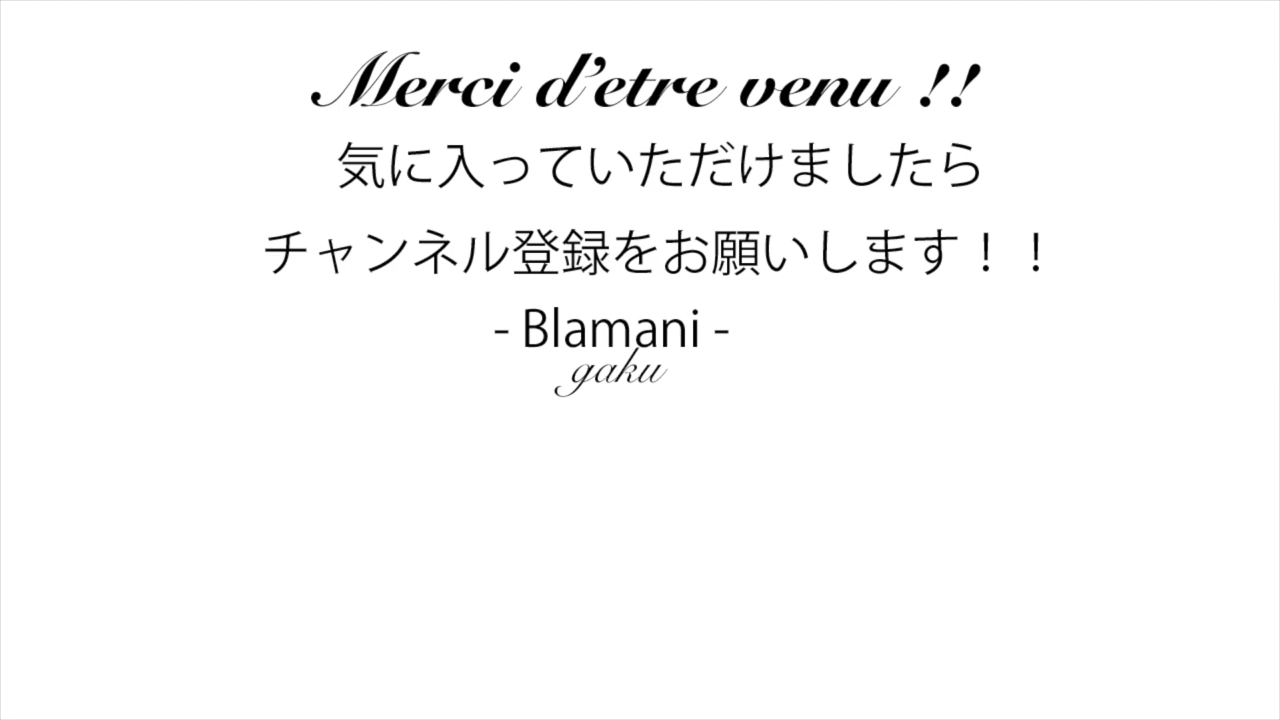 Merci d’etre venu !!
気に入っていただけましたら
チャンネル登録をお願いします！！
- Blamani -
gaku